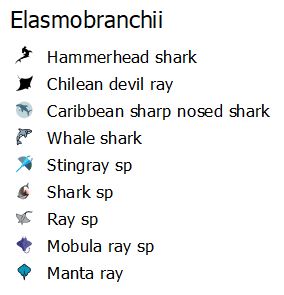 Elasmobranchii
Hammerhead shark
Chilean devil ray
Caribbean sharp nosed shark
Whale shark
Stingray sp
Shark sp
Ray sp
Mobula ray sp
Manta ray